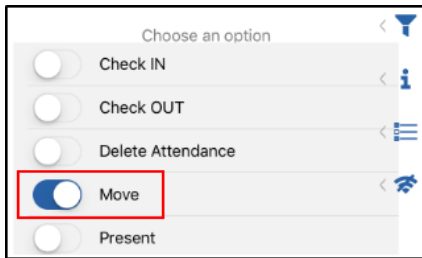 Choose an option
Check IN
Check OUT
Delete Attendance
Move
Present